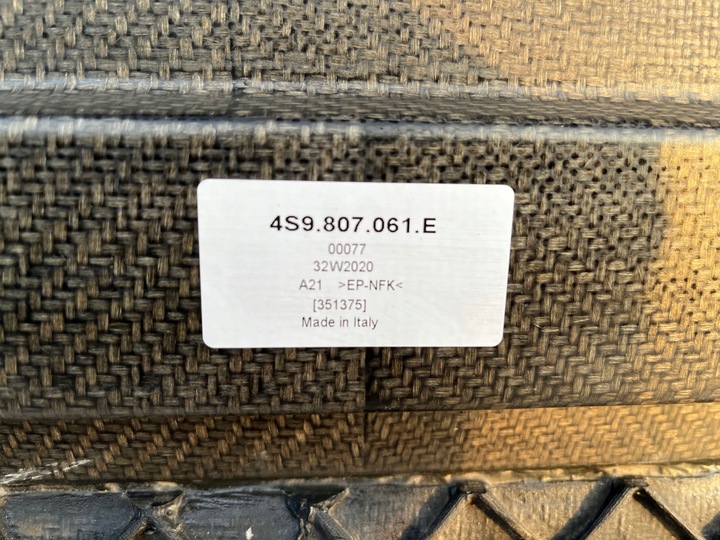 4S9.807.061.E
00077
32W2020
A21 >EP-NFK<
[351375]
Made in Italy